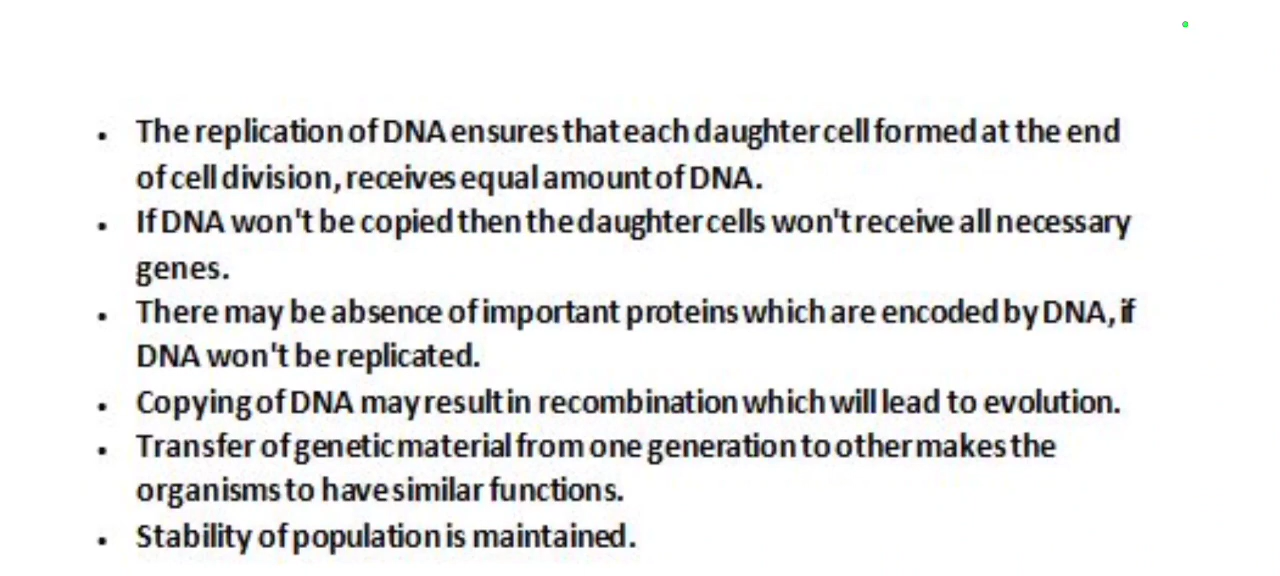 • The replication of DNA ensures that each daughter cell formed at the end
of cell division, receives equal amount of DNA.
• If DNA won't be copied then the daughter cells won't receive all necessary
genes.
• There may be absence of important proteins which are encoded by DNA, if
DNA won't be replicated.
• Copying of DNA may result in recombination which will lead to evolution.
• Transfer of genetic material from one generation to other makes the
organisms to have similar functions.
• Stability of population is maintained.